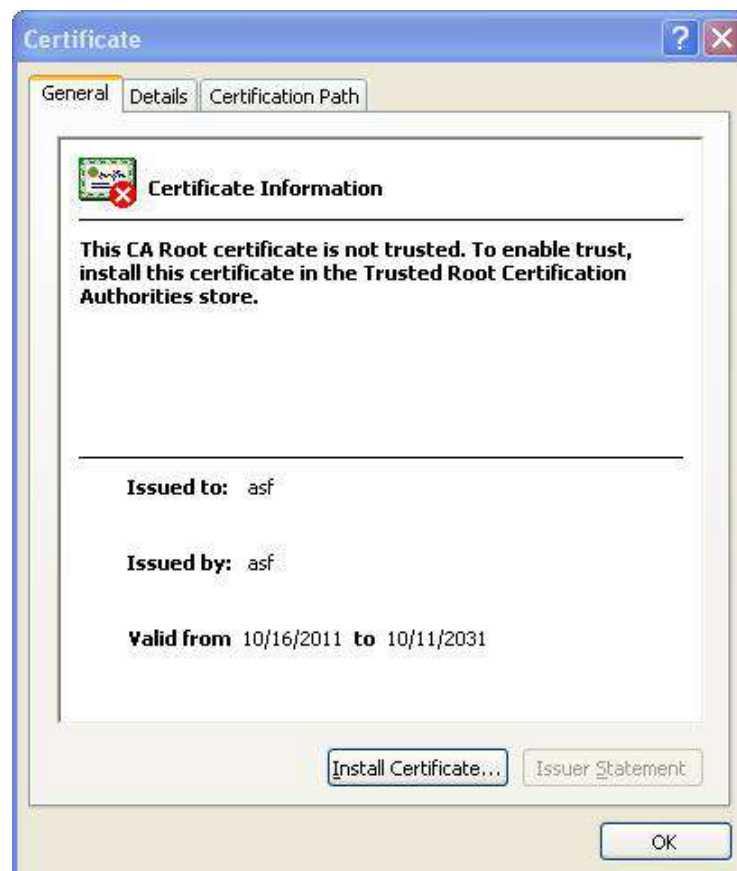 Certificate
General Details Certification Path
Certificate Information
This CA Root certificate is not trusted. To enable trust,
install this certificate in the Trusted Root Certification
Authorities store.
Issued to: asf
Issued by: asf
Valid from 10/16/2011 to 10/11/2031
Install Certificate... Issuer Statement
OK